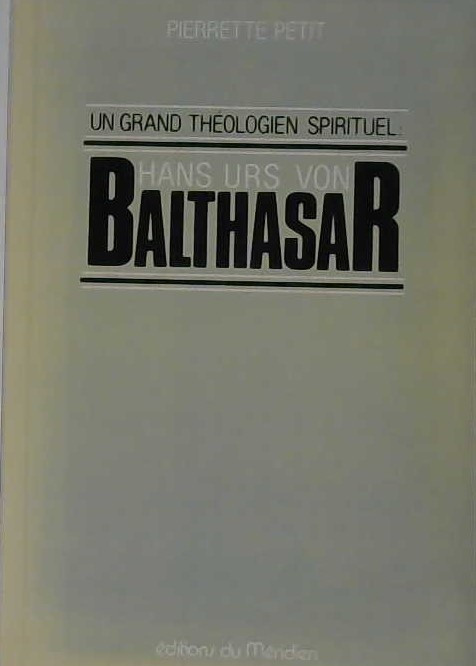 PIERRETTE PETIT
UN GRAND THÉOLOGIEN SPIRITUEL:
HANS URS VON
BALTHASAR
éditions du Méridien